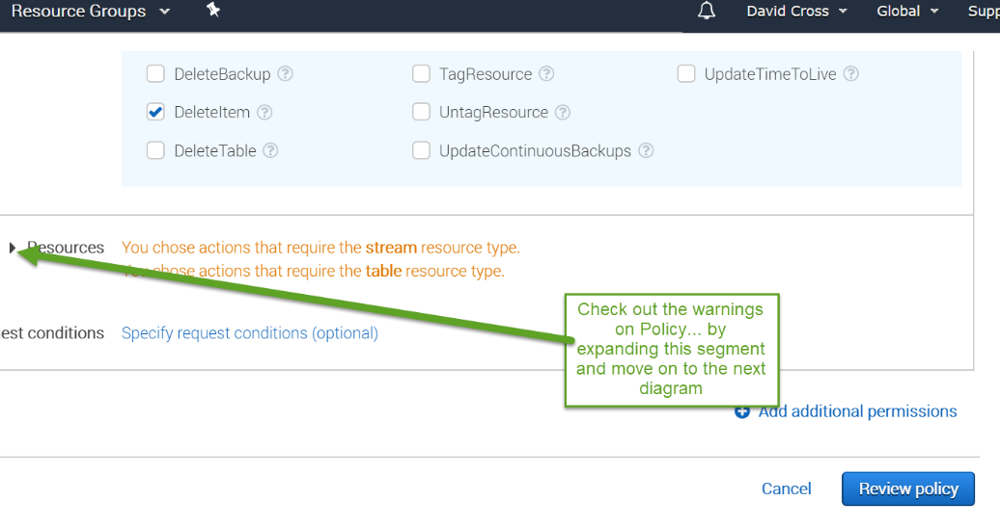 Resource Groups
David Cross
Global
Supp
DeleteBackup ?
TagResource ?
UpdateTimeToLive ?
DeleteItem ?
UntagResource ?
DeleteTable ?
UpdateContinuousBackups ?
Resources
You chose actions that require the stream resource type.
You chose actions that require the table resource type.
est conditions
Specify request conditions (optional)
Check out the warnings
on Policy... by
expanding this segment
and move on to the next
diagram
Add additional permissions
Cancel
Review policy